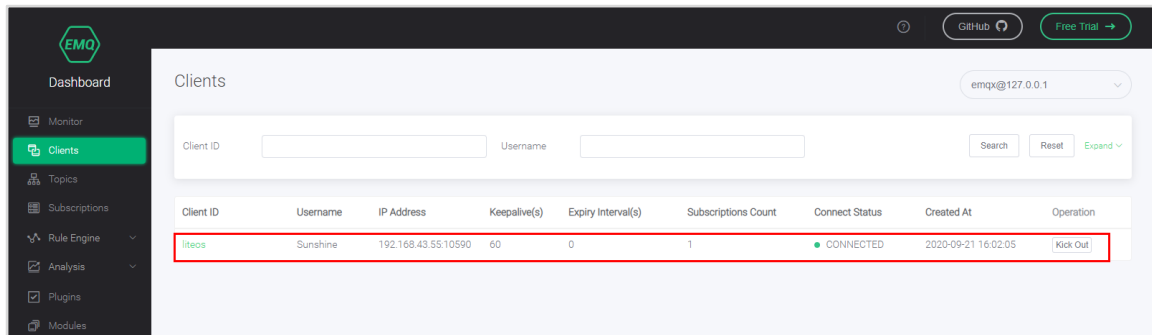 EMQ
Dashboard
Monitor
Clients
Topics
Subscriptions
Rule Engine
Analysis
Plugins
Modules
GitHub
Free Trial →
Clients
emqx@127.0.0.1
Client ID Username Search Reset Expand
Client ID Username IP Address Keepalive(s) Expiry Interval(s) Subscriptions Count Connect Status Created At Operation
liteos Sunshine 192.168.43.55:10590 60 0 1 CONNECTED 2020-09-21 16:02:05 Kick Out